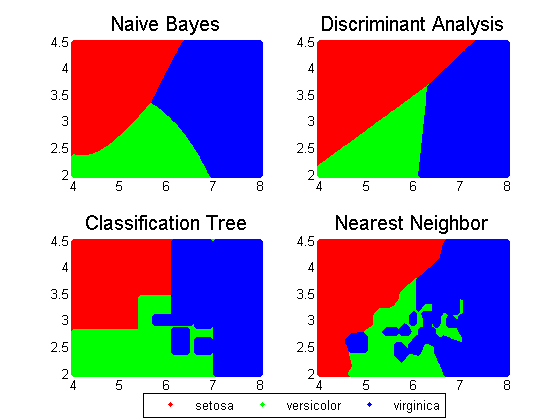 Naive Bayes
4.5
4
3.5
3
2.5
2
4 5 6 7 8
Discriminant Analysis
4.5
4
3.5
3
2.5
2
4 5 6 7 8
Classification Tree
4.5
4
3.5
3
2.5
2
4 5 6 7 8
Nearest Neighbor
4.5
4
3.5
3
2.5
2
4 5 6 7 8
setosa versicolor virginica